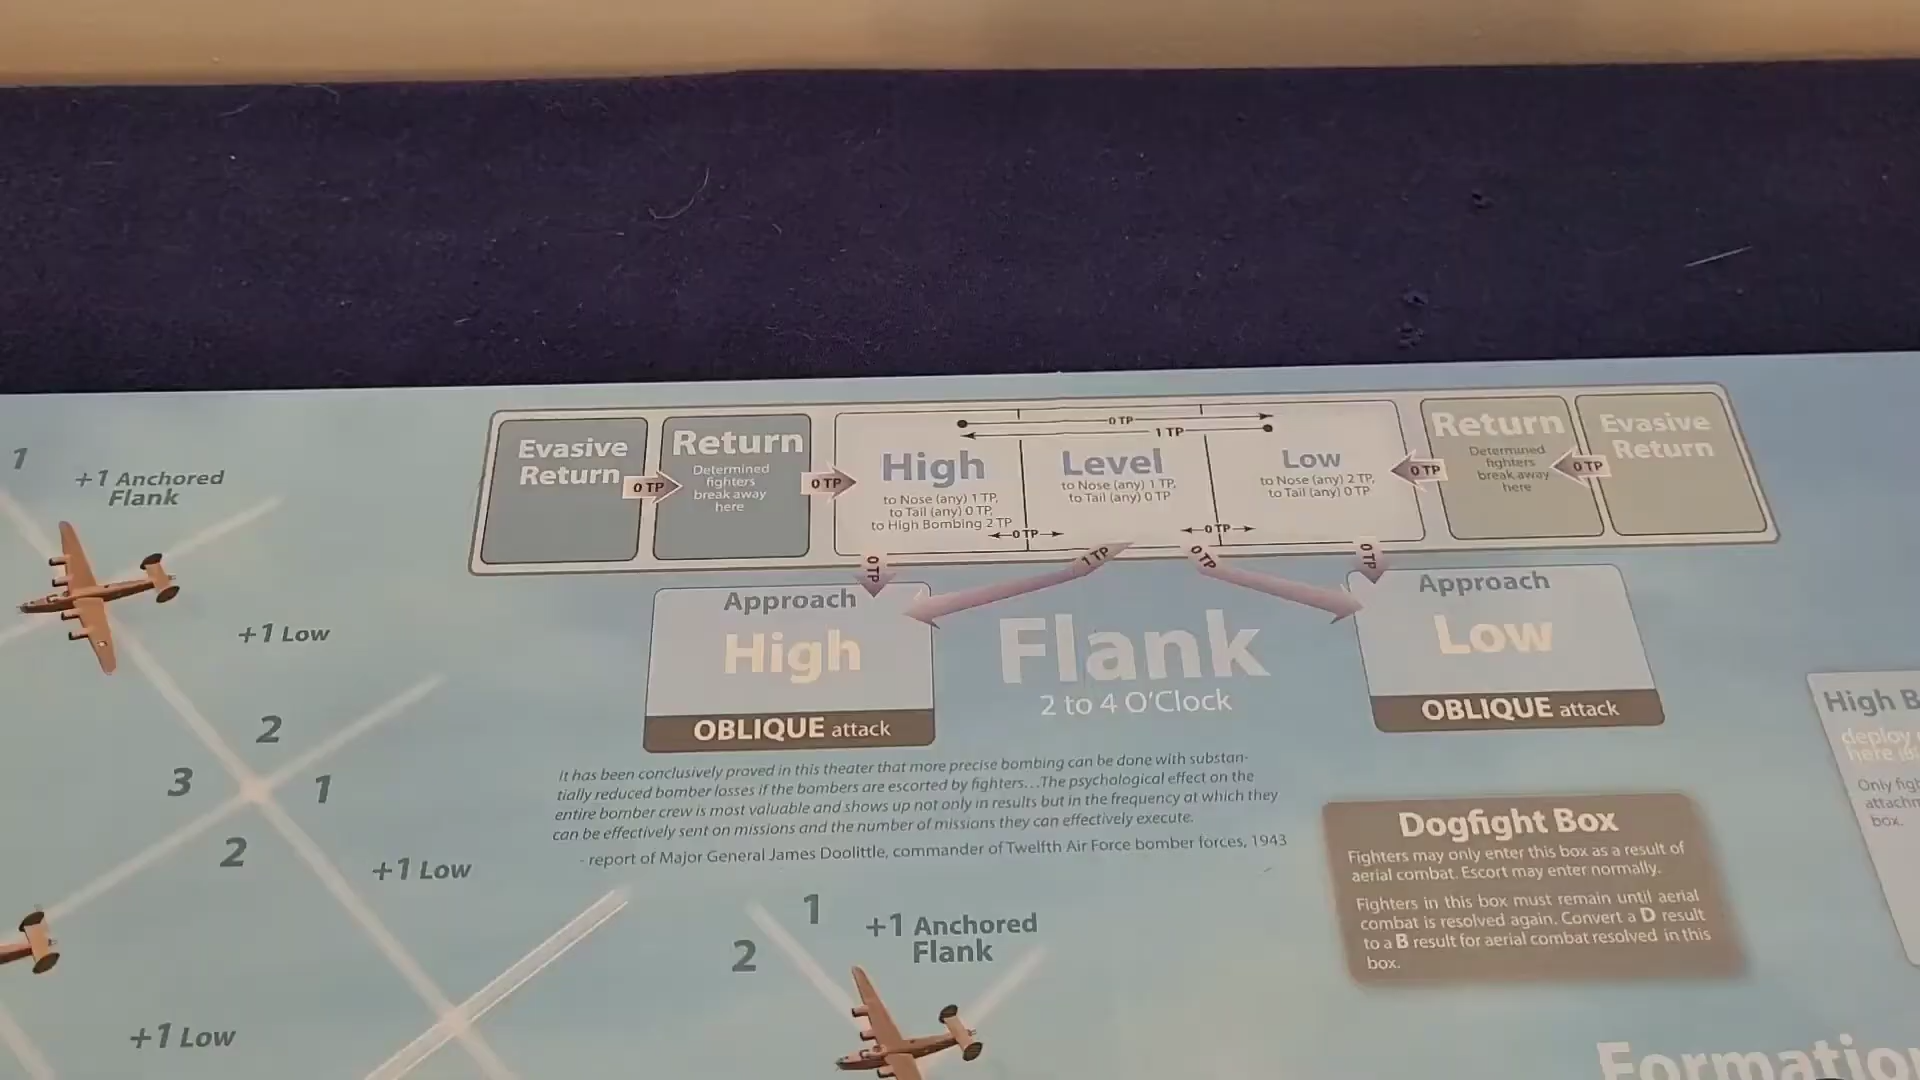 1
+1 Anchored
Flank
+1 Low
2
3
1
2
+1 Low
+1 Low
Evasive
Return
0 TP
Return
Determined
fighters
break away
here
0 TP
0 TP
1 TP
High
to Nose (any) 1 TP,
to Tail (any) 0 TP,
to High Bombing 2 TP
0 TP
Level
to Nose (any) 1 TP,
to Tail (any) 0 TP
0 TP
Low
to Nose (any) 2 TP,
to Tail (any) 0 TP
0 TP
Return
Determined
fighters
break away
here
0 TP
Evasive
Return
0 TP
1 TP
0 TP
0 TP
Approach
High
OBLIQUE attack
Flank
2 to 4 O'Clock
Approach
Low
OBLIQUE attack
It has been conclusively proved in this theater that more precise bombing can be done with substan-
tially reduced bomber losses if the bombers are escorted by fighters...The psychological effect on the
entire bomber crew is most valuable and shows up not only in results but in the frequency at which they
can be effectively sent on missions and the number of missions they can effectively execute.
- report of Major General James Doolittle, commander of Twelfth Air Force bomber forces, 1943
1
2
+1 Anchored
Flank
Dogfight Box
Fighters may only enter this box as a result of
aerial combat. Escort may enter normally.
Fighters in this box must remain until aerial
combat is resolved again. Convert a D result
to a B result for aerial combat resolved in this
box.
High B
deploy
here
Only figh
attachm
box.
Formatio